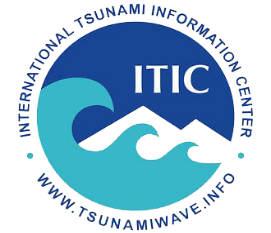 INTERNATIONAL TSUNAMI INFORMATION CENTER
ITIC
WWW.TSUNAMIWAVE.INFO